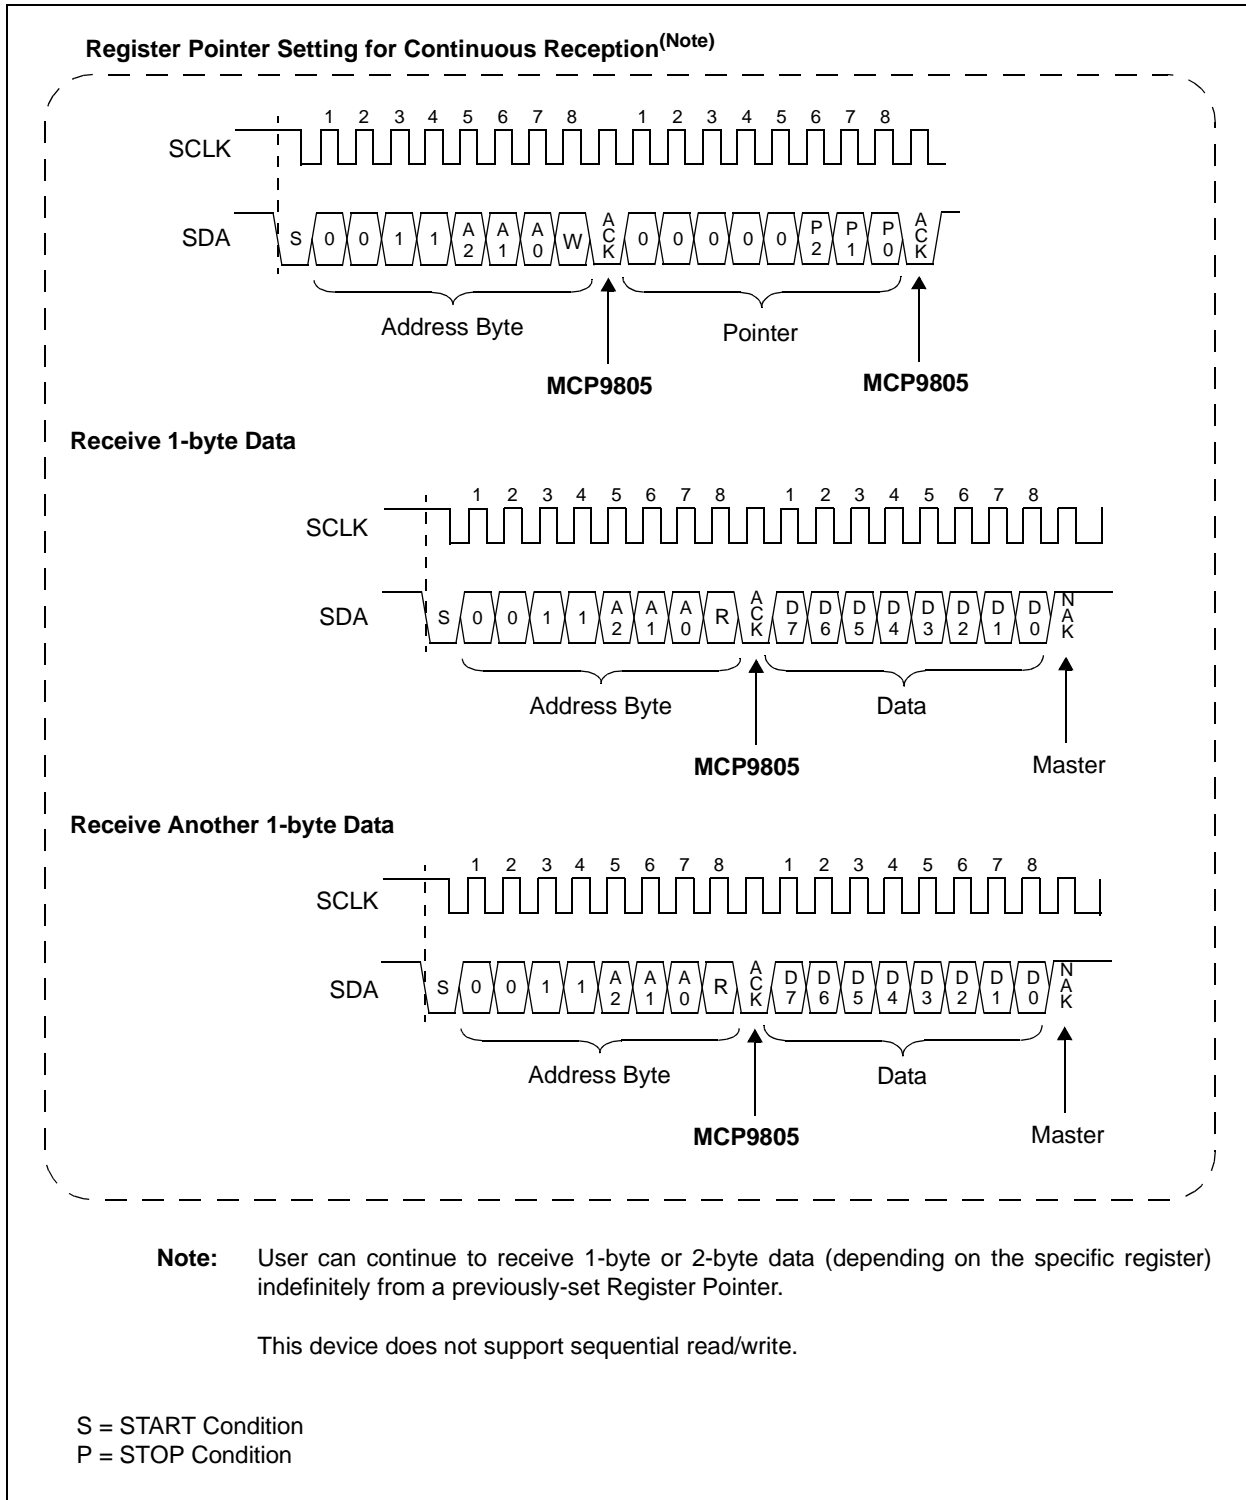 Register Pointer Setting for Continuous Reception(Note)
1 2 3 4 5 6 7 8 1 2 3 4 5 6 7 8
SCLK
SDA S 0 0 1 1 A2 A1 A0 W ACK 0 0 0 0 0 P2 P1 P0 ACK
Address Byte Pointer
MCP9805 MCP9805
Receive 1-byte Data
1 2 3 4 5 6 7 8 1 2 3 4 5 6 7 8
SCLK
SDA S 0 0 1 1 A2 A1 A0 R ACK D7 D6 D5 D4 D3 D2 D1 D0 NAK
Address Byte Data
MCP9805 Master
Receive Another 1-byte Data
1 2 3 4 5 6 7 8 1 2 3 4 5 6 7 8
SCLK
SDA S 0 0 1 1 A2 A1 A0 R ACK D7 D6 D5 D4 D3 D2 D1 D0 NAK
Address Byte Data
MCP9805 Master
Note: User can continue to receive 1-byte or 2-byte data (depending on the specific register)
indefinitely from a previously-set Register Pointer.
This device does not support sequential read/write.
S = START Condition
P = STOP Condition